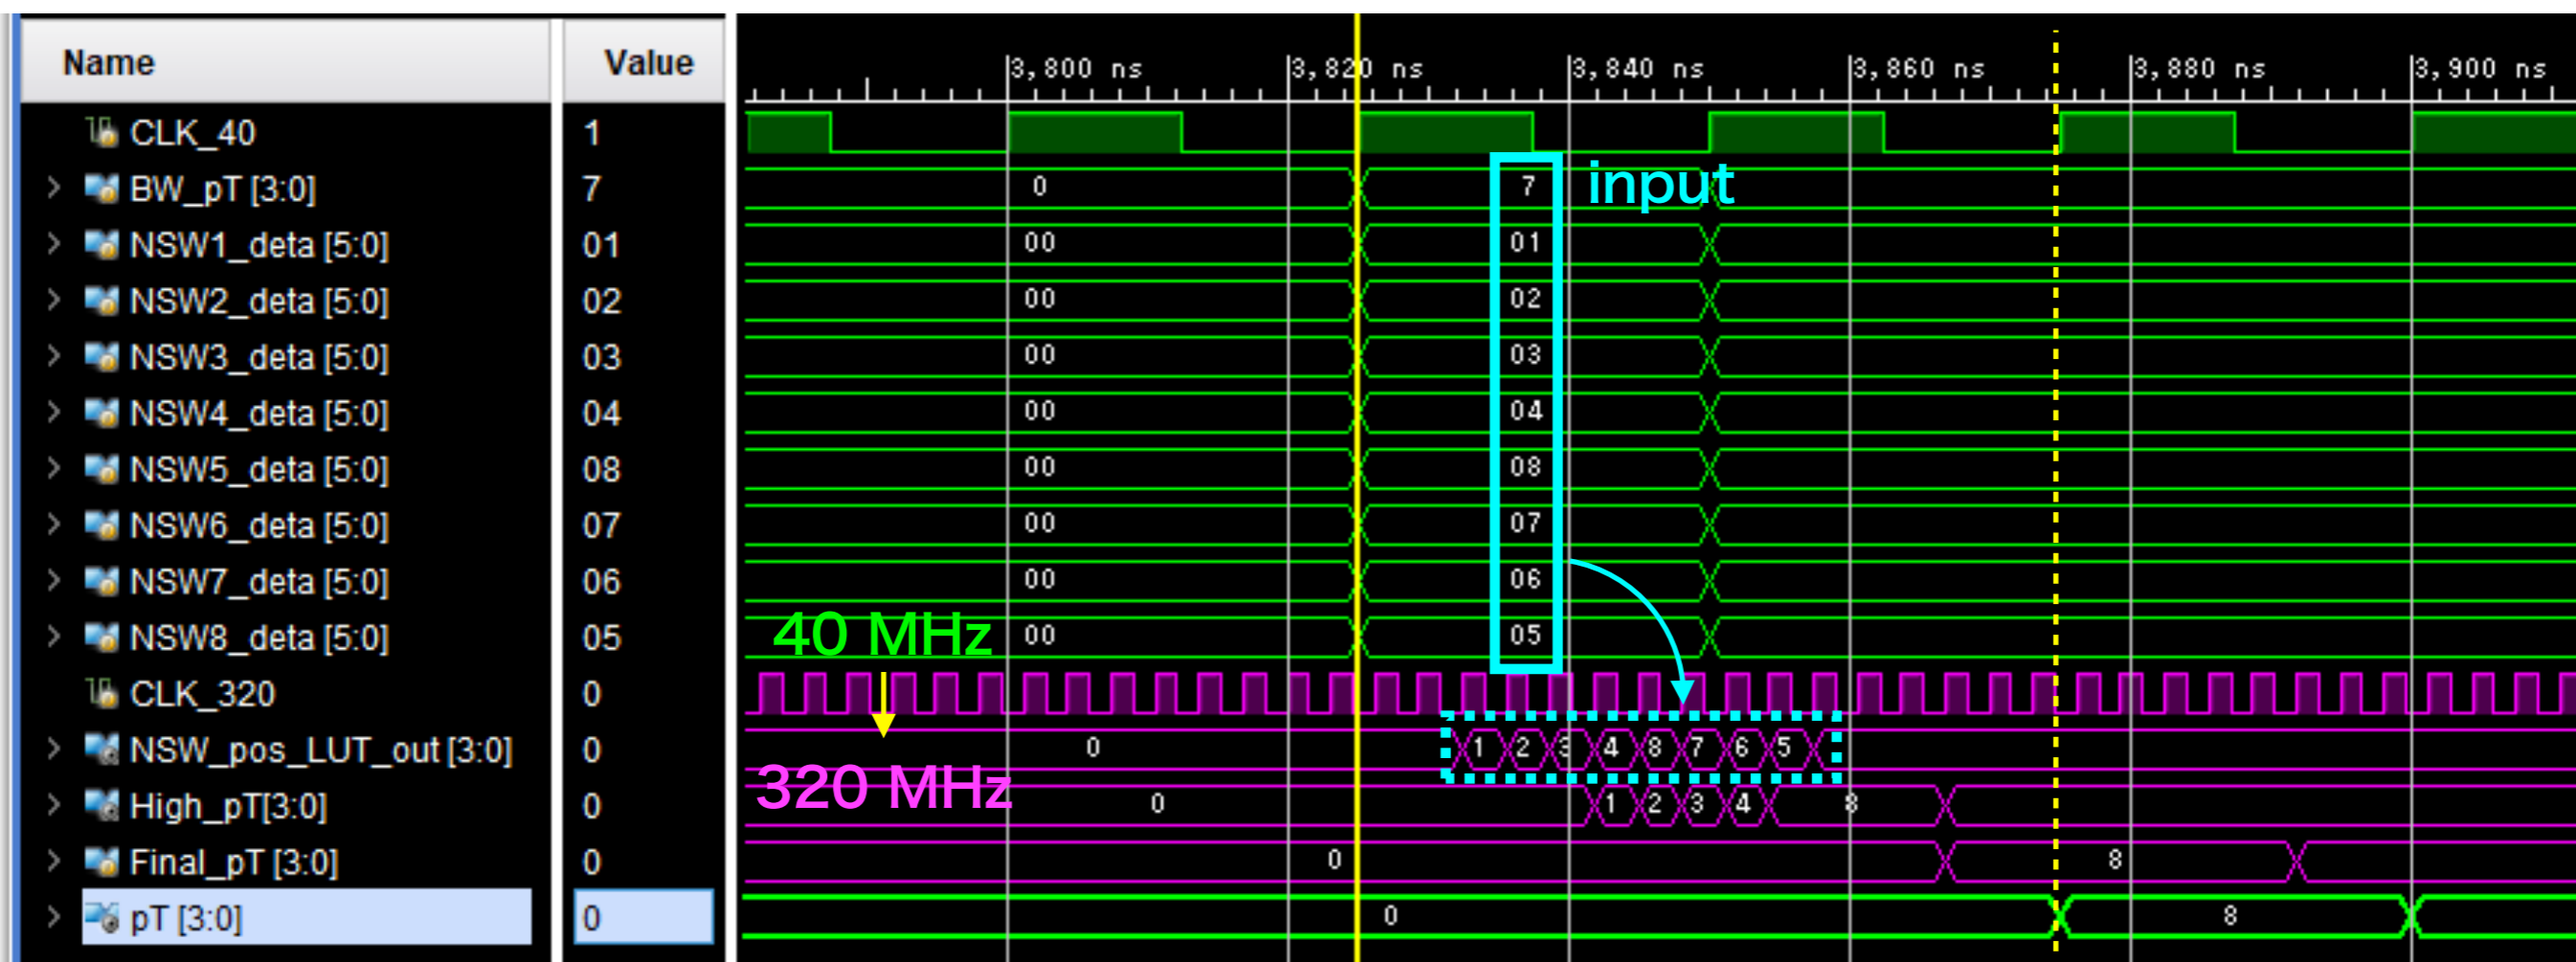 Name Value 3,800 ns 3,820 ns 3,840 ns 3,860 ns 3,880 ns 3,900 ns
CLK_40 1
BW_pT [3:0] 7 0 7 input
NSW1_deta [5:0] 01 00 01
NSW2_deta [5:0] 02 00 02
NSW3_deta [5:0] 03 00 03
NSW4_deta [5:0] 04 00 04
NSW5_deta [5:0] 08 00 08
NSW6_deta [5:0] 07 00 07
NSW7_deta [5:0] 06 00 06
NSW8_deta [5:0] 05 40 MHz 00 05
CLK_320 0
NSW_pos_LUT_out [3:0] 0 0 1 2 3 4 8 7 6 5
320 MHz
High_pT[3:0] 0 0 1 2 3 4 8
Final_pT [3:0] 0 0 8
pT [3:0] 0 0 8